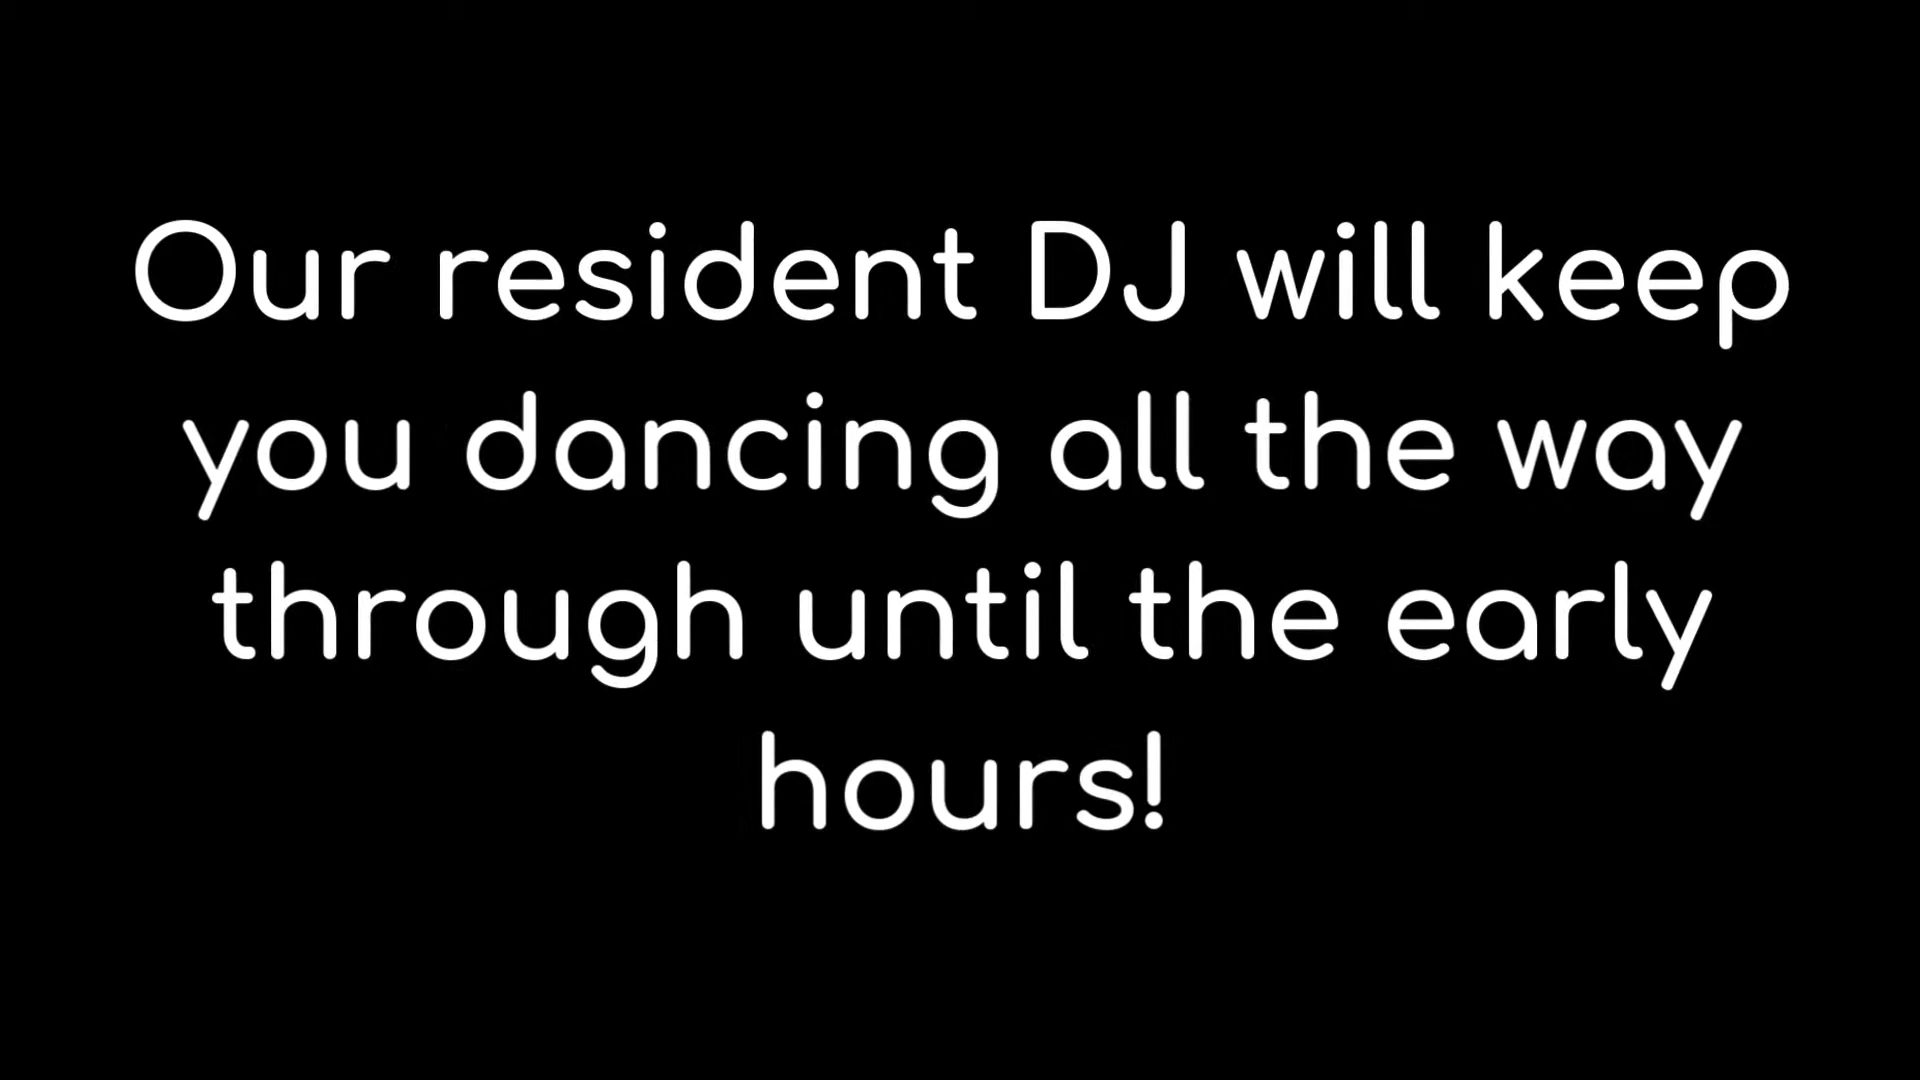 Our resident DJ will keep
you dancing all the way
through until the early
hours!